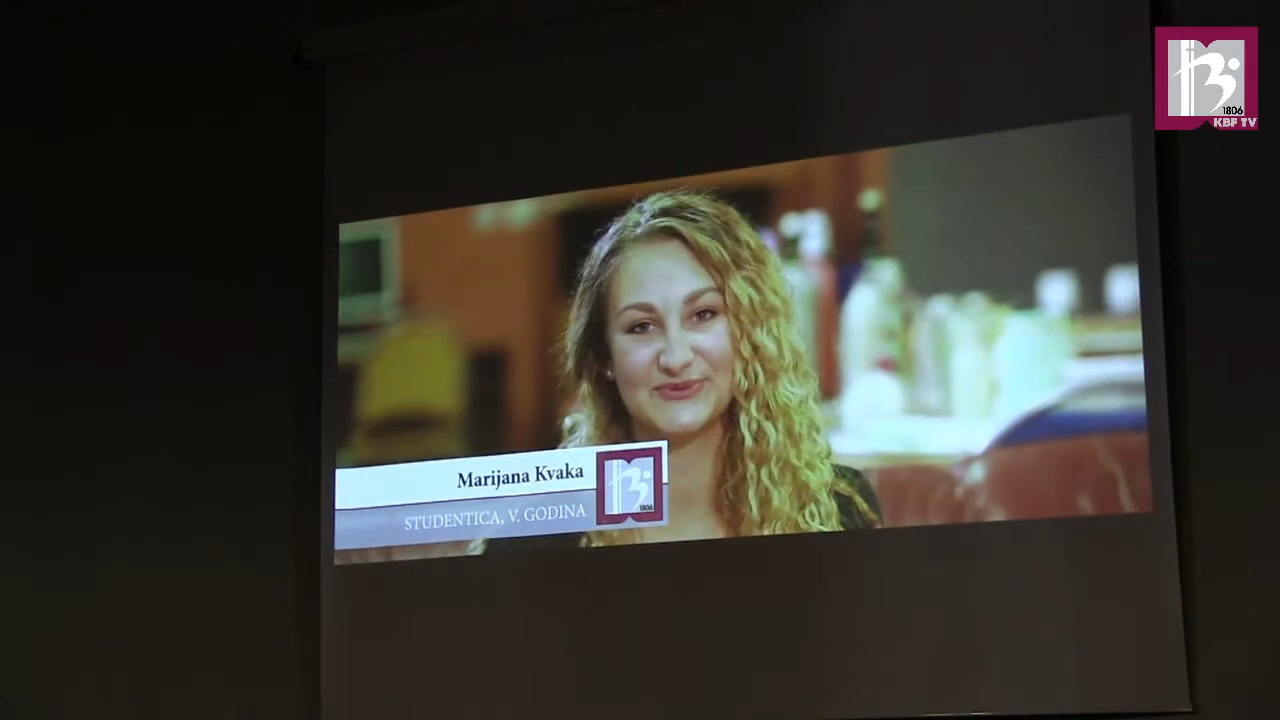 1806
KBF TV
Marijana Kvaka
STUDENTICA, V. GODINA
1806